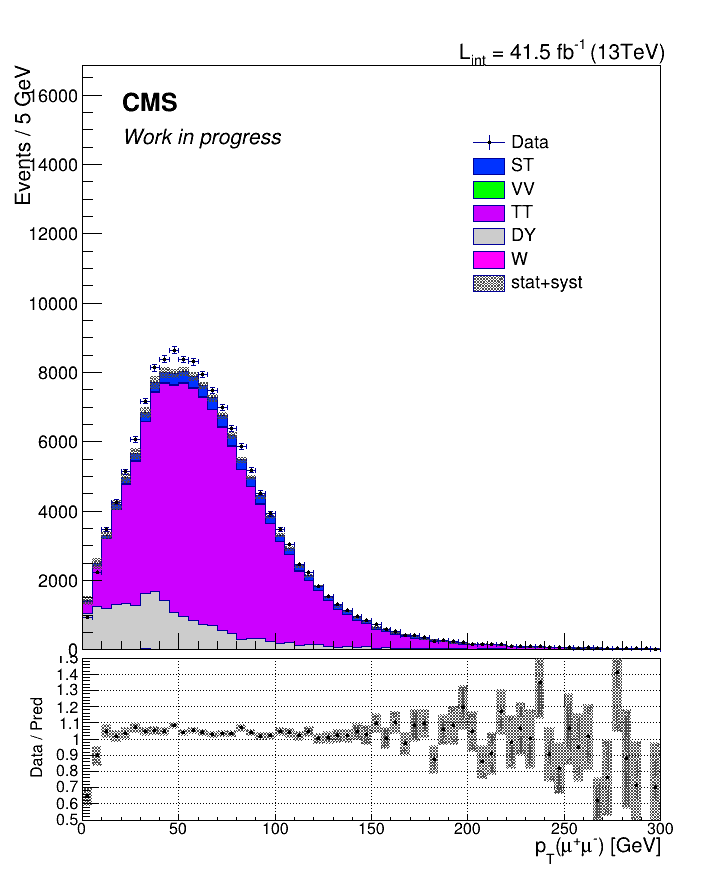 L_int = 41.5 fb^-1 (13TeV)
Events / 5 GeV
16000
14000
12000
10000
8000
6000
4000
2000
0
CMS
Work in progress
Data
ST
VV
TT
DY
W
stat+syst
Data / Pred
1.5
1.4
1.3
1.2
1.1
1
0.9
0.8
0.7
0.6
0.5
0 50 100 150 200 250 300
p_T(μ⁺μ⁻) [GeV]